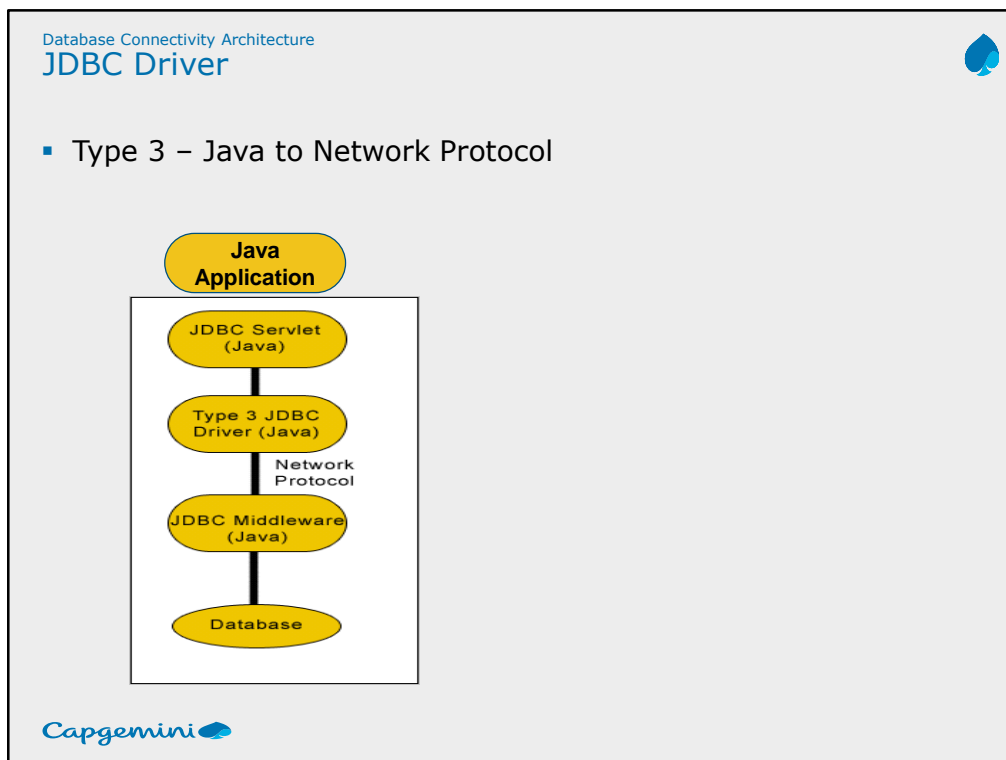 Database Connectivity Architecture
JDBC Driver
▪ Type 3 – Java to Network Protocol
Java
Application
JDBC Servlet
(Java)
Type 3 JDBC
Driver (Java)
Network
Protocol
JDBC Middleware
(Java)
Database
Capgemini